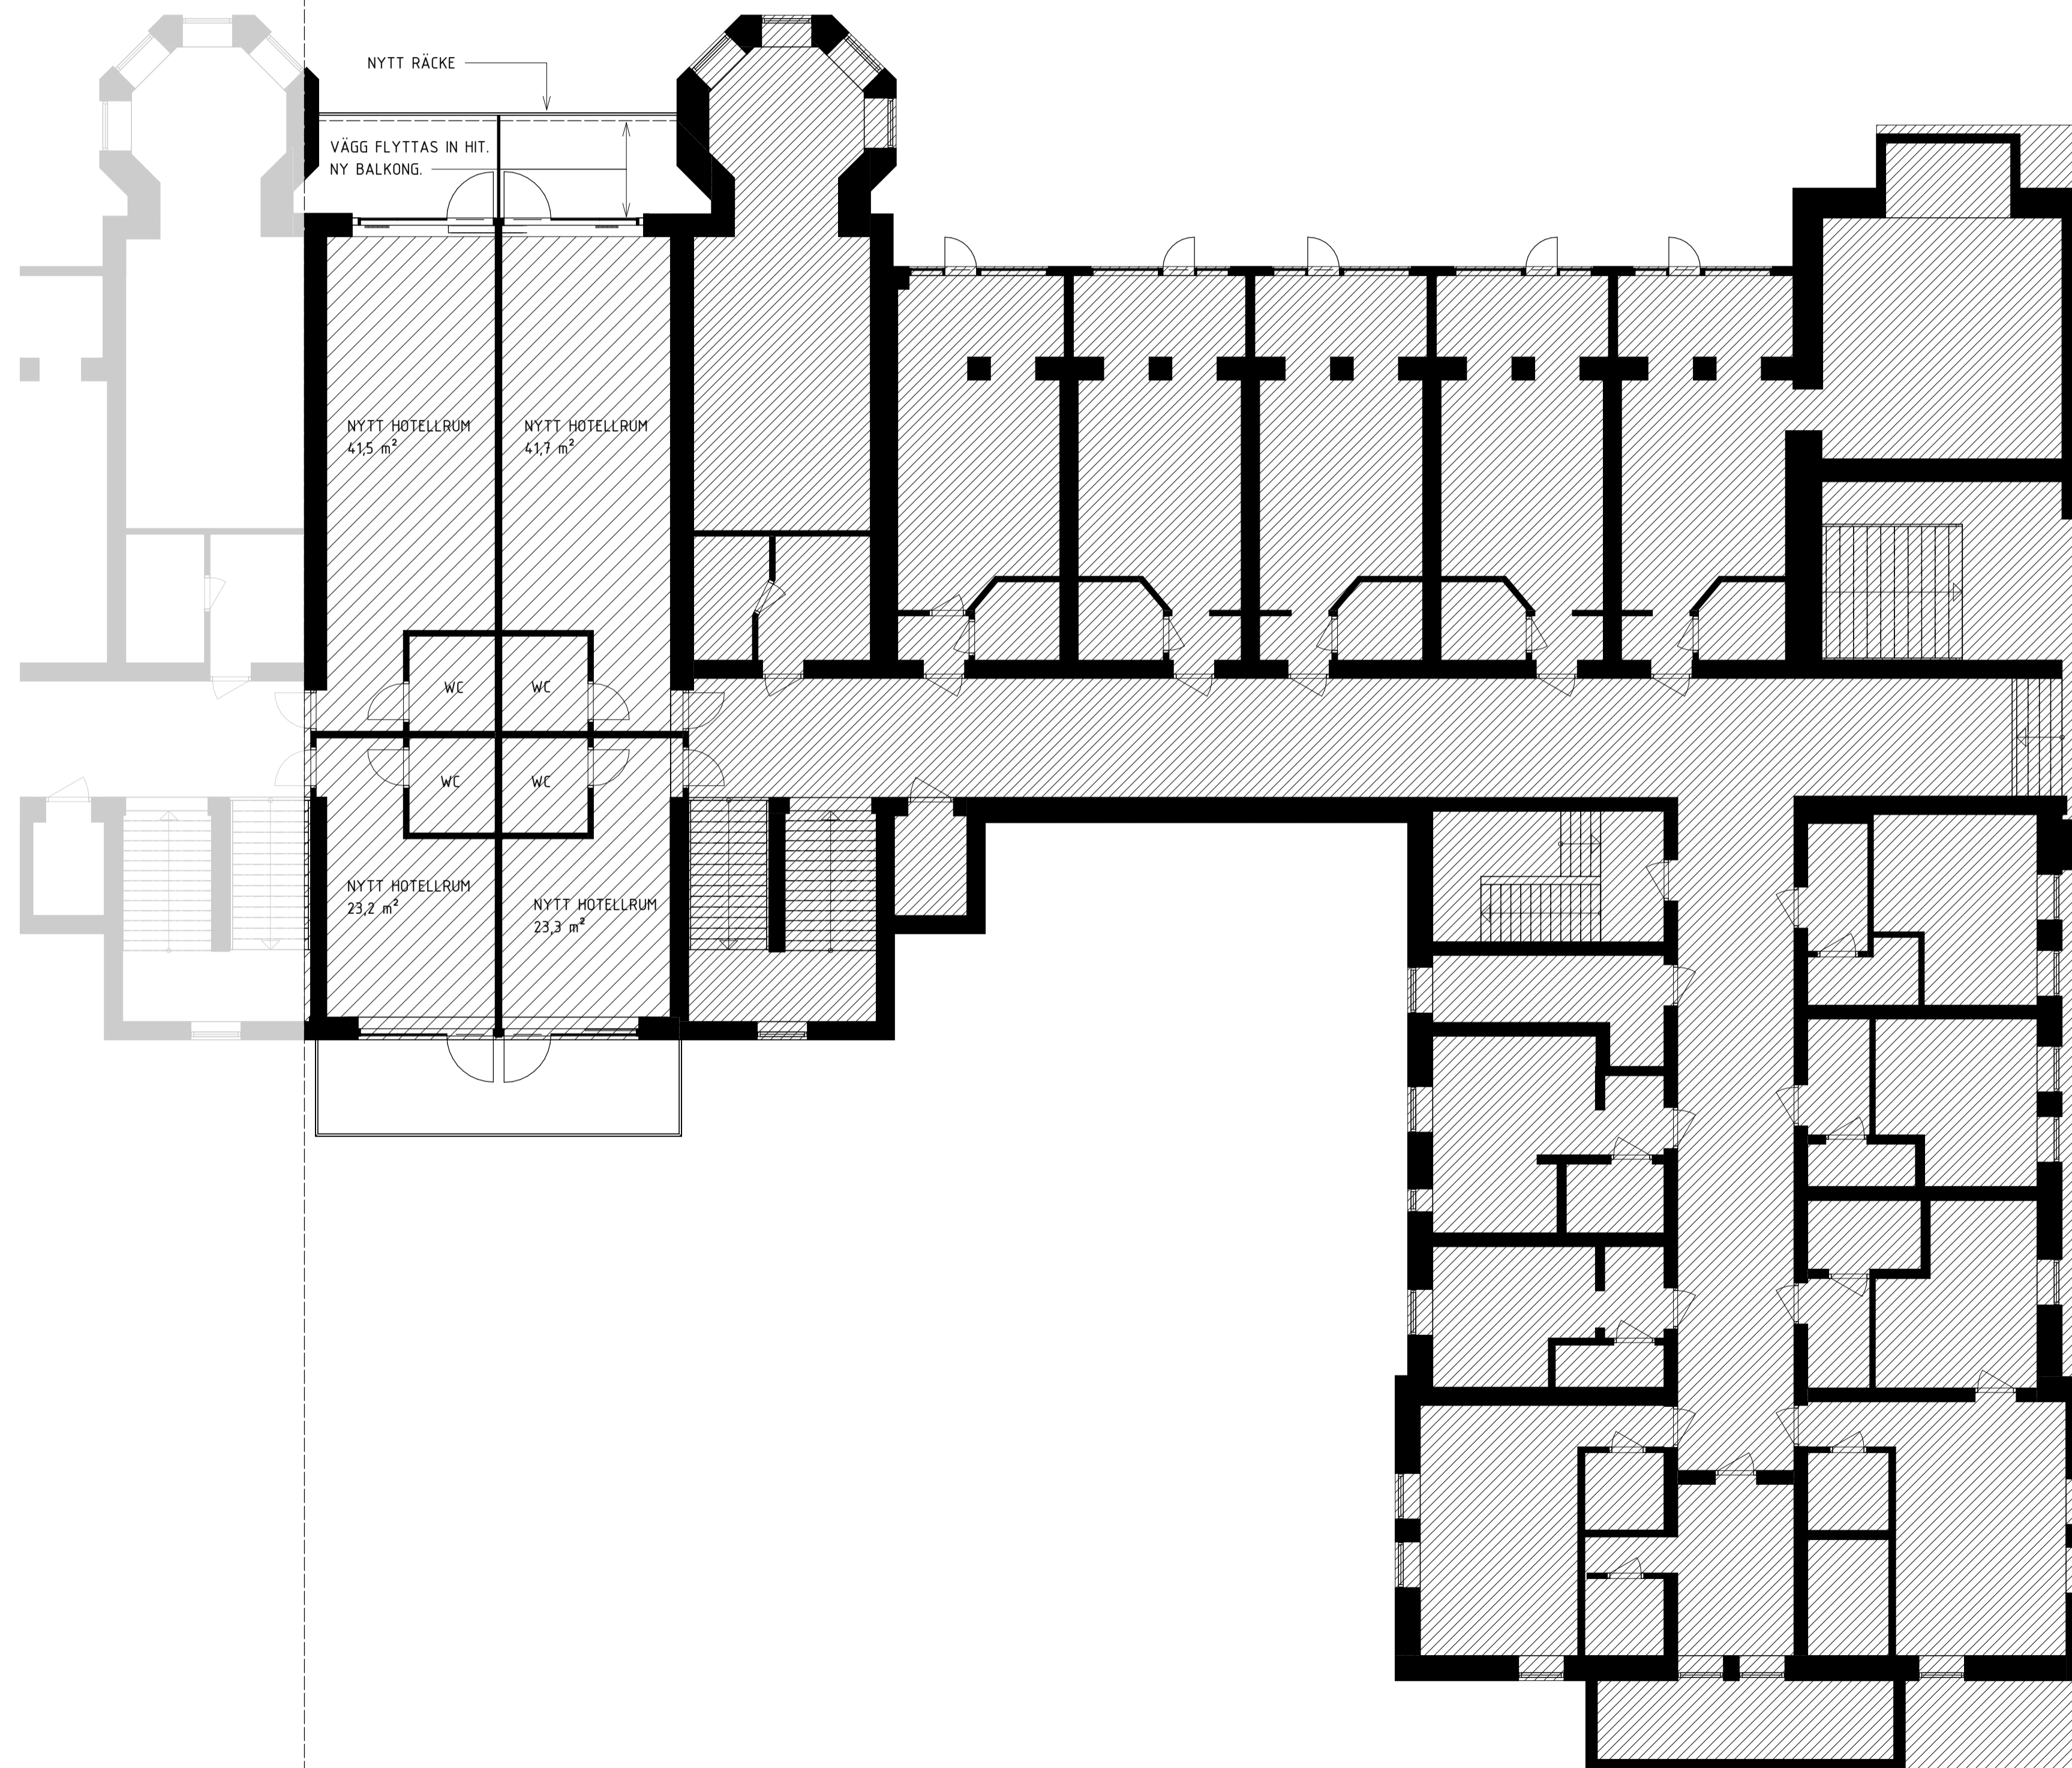 NYTT RÄCKE
VÄGG FLYTTAS IN HIT.
NY BALKONG.
NYTT HOTELLRUM
41,5 m²
NYTT HOTELLRUM
41,7 m²
WC
WC
WC
WC
NYTT HOTELLRUM
23,2 m²
NYTT HOTELLRUM
23,3 m²